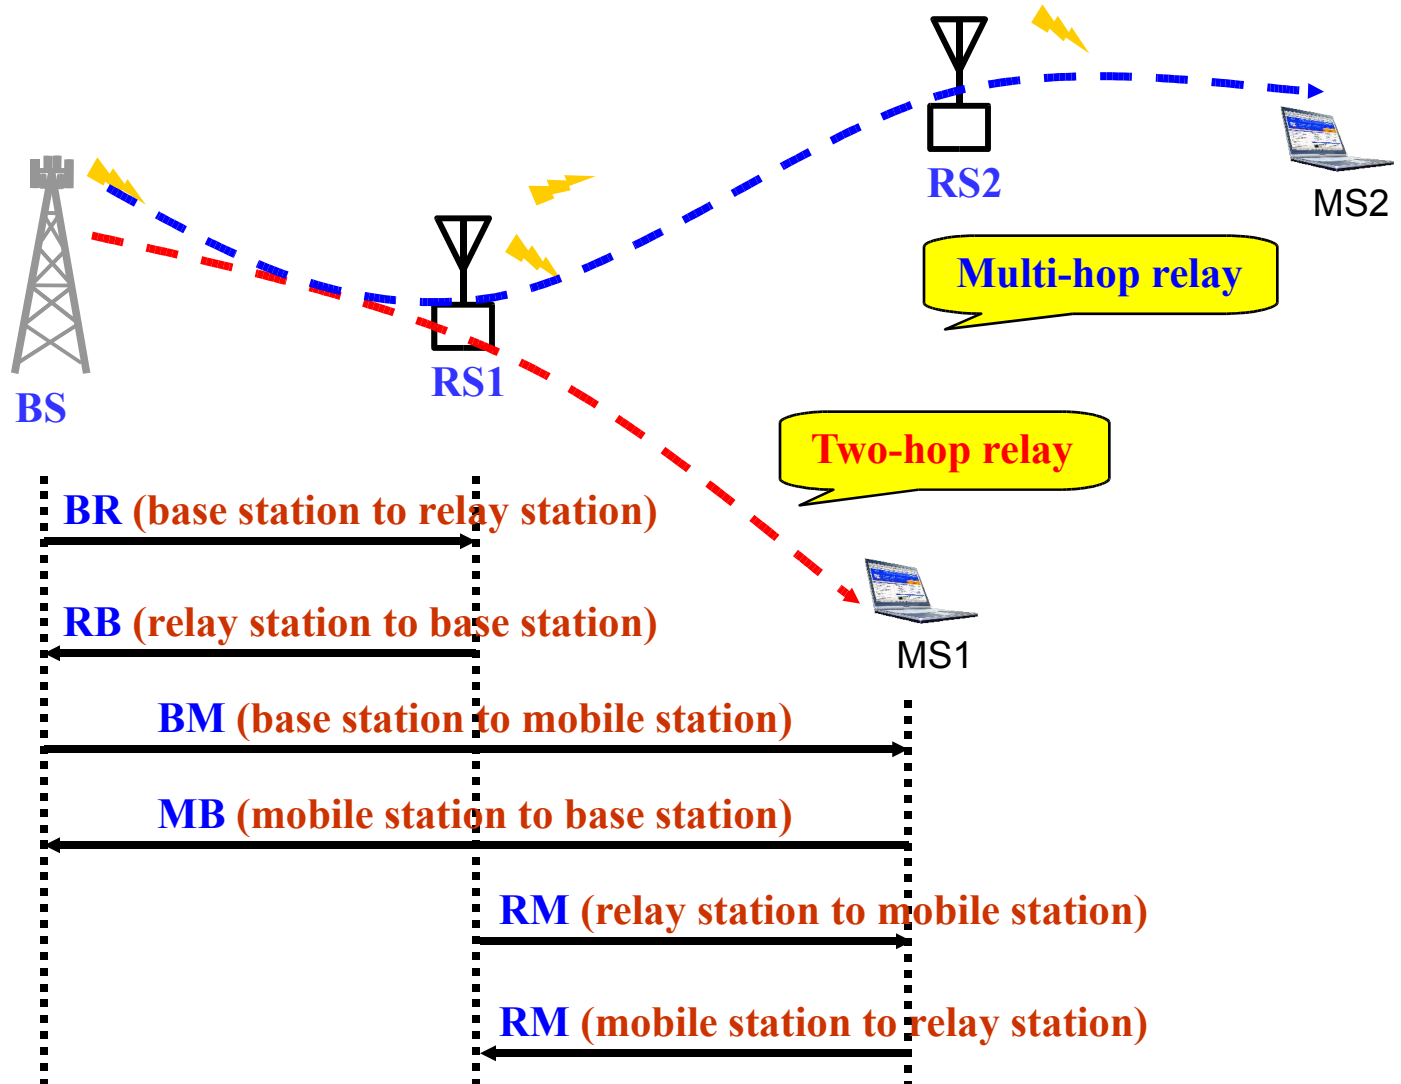 RS2
MS2
Multi-hop relay
RS1
BS
Two-hop relay
BR (base station to relay station)
RB (relay station to base station)
MS1
BM (base station to mobile station)
MB (mobile station to base station)
RM (relay station to mobile station)
RM (mobile station to relay station)